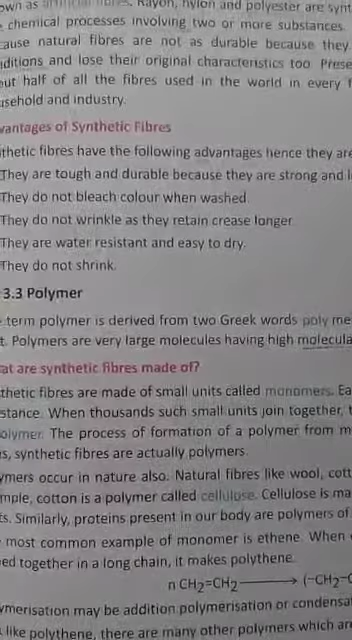 own as artificial fibres. Rayon, nylon and polyester are synt
chemical processes involving two or more substances.
cause natural fibres are not as durable because they
ditions and lose their original characteristics too. Prese
out half of all the fibres used in the world in every
usehold and industry.
vantages of Synthetic Fibres
thetic fibres have the following advantages hence they are
They are tough and durable because they are strong and l
They do not bleach colour when washed.
They do not wrinkle as they retain crease longer.
They are water resistant and easy to dry.
They do not shrink.
3.3 Polymer
term polymer is derived from two Greek words poly me
t. Polymers are very large molecules having high molecula
at are synthetic fibres made of?
thetic fibres are made of small units called monomers. Ea
stance. When thousands such small units join together, t
olymer. The process of formation of a polymer from m
s, synthetic fibres are actually polymers.
ymers occur in nature also. Natural fibres like wool, cott
mple, cotton is a polymer called cellulose. Cellulose is ma
ts. Similarly, proteins present in our body are polymers of
most common example of monomer is ethene. When
ed together in a long chain, it makes polythene.
n CH2=CH2 → (−CH2−C
ymerisation may be addition polymerisation or condensa
like polythene, there are many other polymers which are